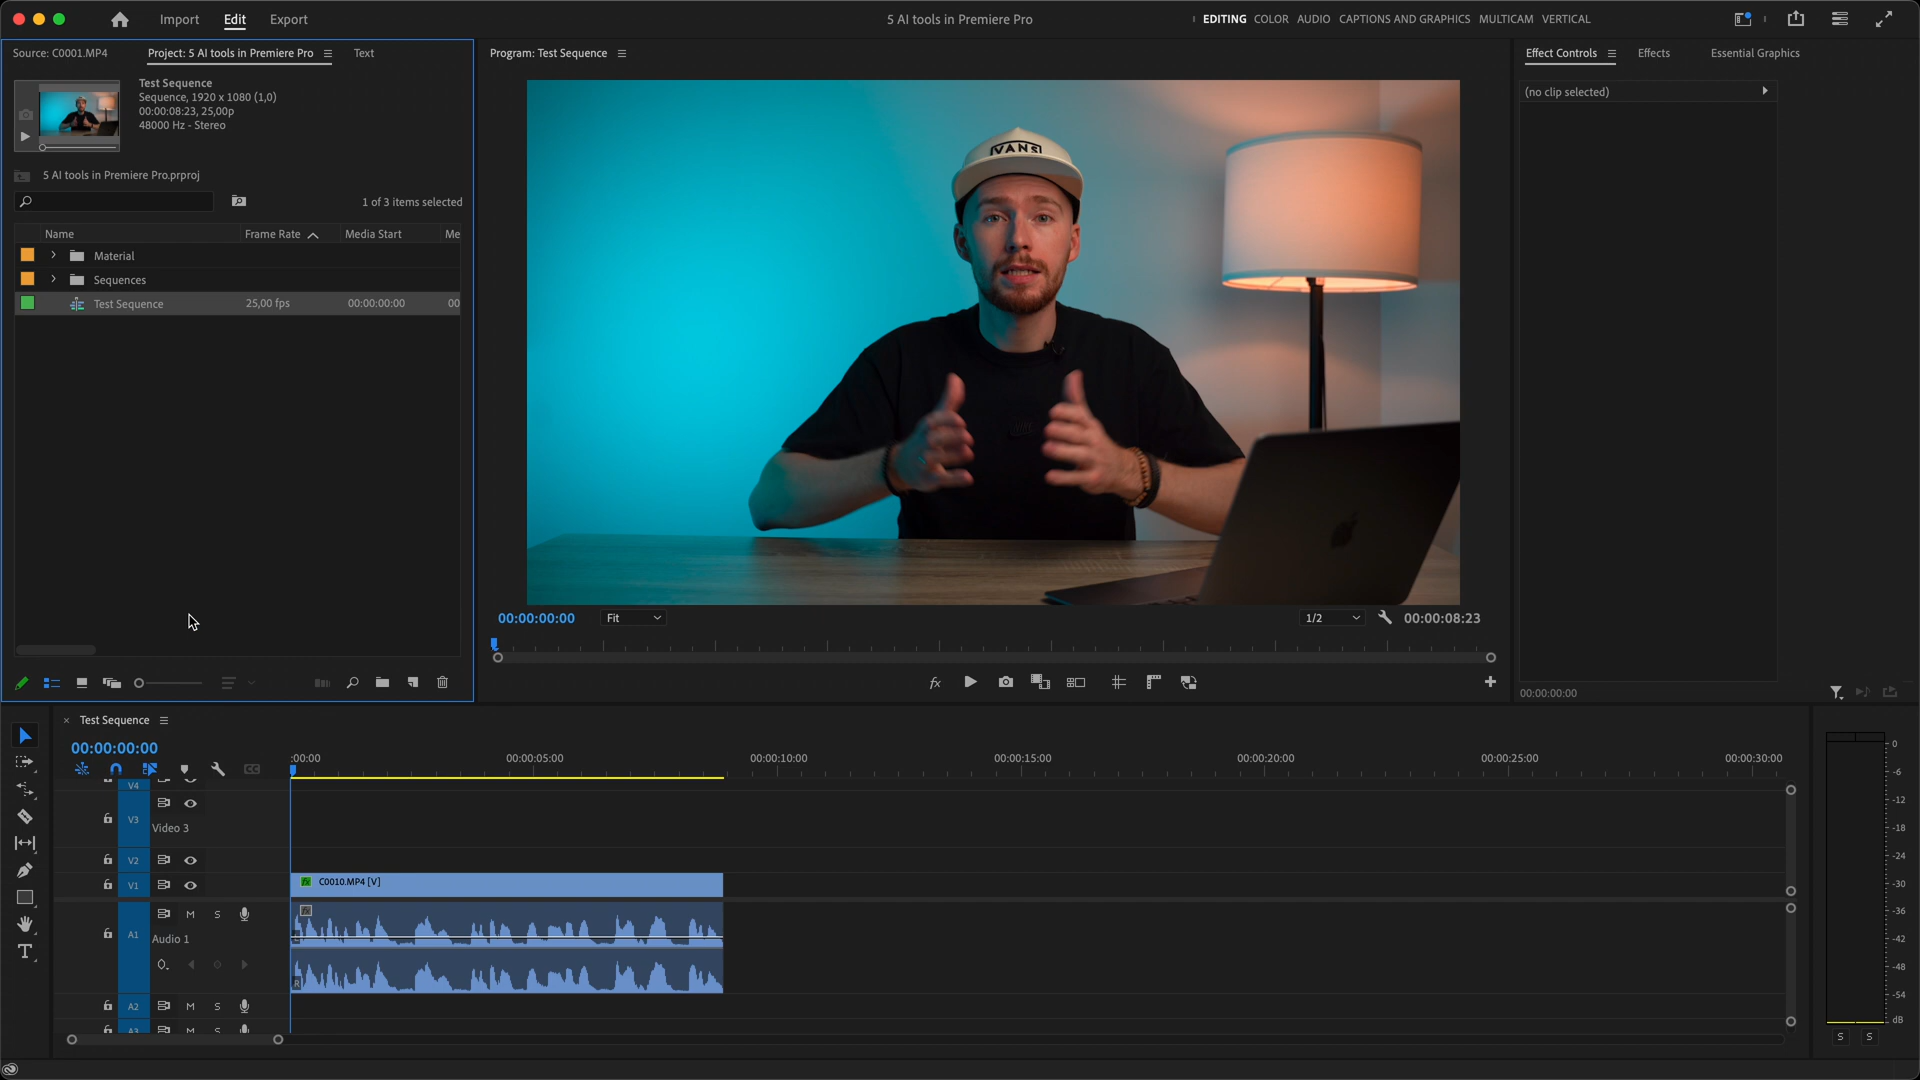 Import Edit Export
5 AI tools in Premiere Pro
EDITING COLOR AUDIO CAPTIONS AND GRAPHICS MULTICAM VERTICAL
Source: C0001.MP4 Project: 5 AI tools in Premiere Pro Text
Test Sequence
Sequence, 1920 x 1080 (1,0)
00:00:08:23, 25,00p
48000 Hz - Stereo
5 AI tools in Premiere Pro.prproj
1 of 3 items selected
Name Frame Rate Media Start Me
Material
Sequences
Test Sequence 25,00 fps 00:00:00:00 00
Program: Test Sequence
VANS
00:00:00:00 Fit 1/2 00:00:08:23
fx
Effect Controls Effects Essential Graphics
(no clip selected)
00:00:00:00
Test Sequence
00:00:00:00
:00:00 00:00:05:00 00:00:10:00 00:00:15:00 00:00:20:00 00:00:25:00 00:00:30:00
CC
V4
V3
Video 3
V2
V1
fx C0010.MP4 [V]
A1 M S
Audio 1
R
A2 M S
A3 M S
0
-6
-12
-18
-24
-30
-36
-42
-48
-54
dB
S S